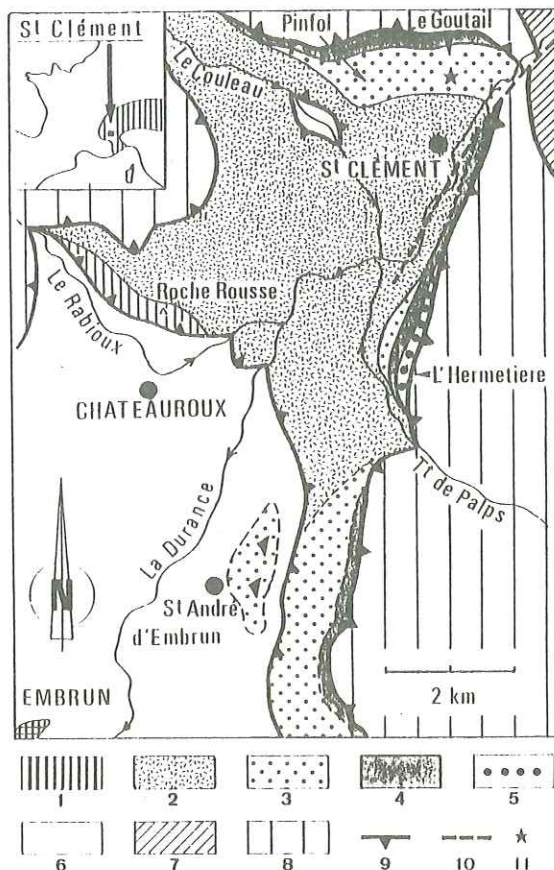 St Clément
Pinfol
Le Goutail
Le Couleau
St CLÉMENT
Roche Rousse
Le Rabioux
L'Hermetiere
CHATEAUROUX
Tt de Palps
La Durance
N
St André
d'Embrun
2 km
EMBRUN
1 2 3 4 5
6 7 8 9 10 11